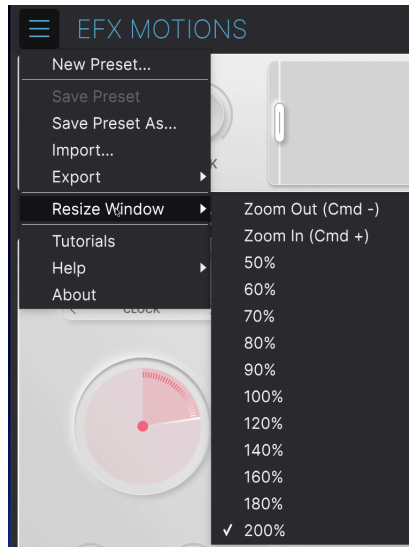 EFX MOTIONS
New Preset...
Save Preset
Save Preset As...
Import...
Export
Resize Window
Tutorials
Help
About
Zoom Out (Cmd -)
Zoom In (Cmd +)
50%
60%
70%
80%
90%
100%
120%
140%
160%
180%
✓ 200%
CLOCK